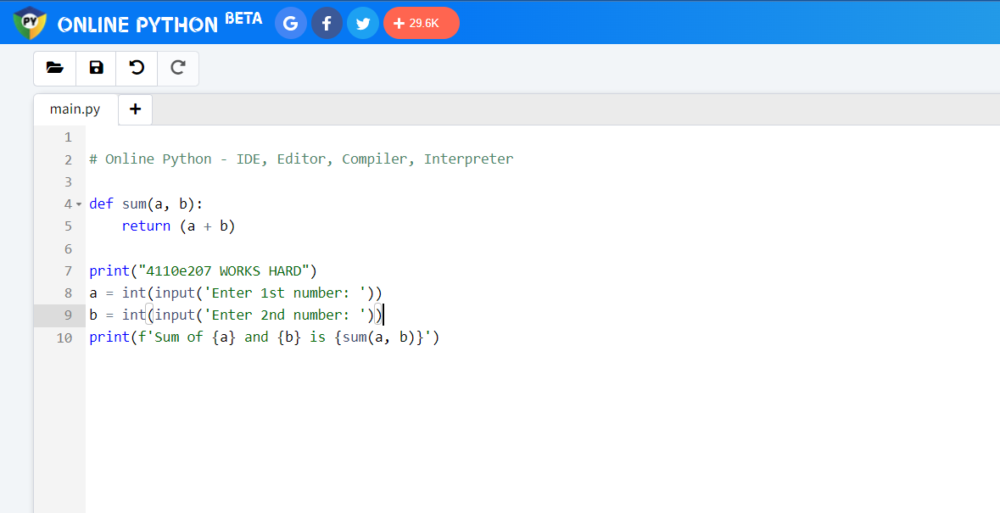 PY ONLINE PYTHON BETA G f + 29.6K
main.py +
1
2 # Online Python - IDE, Editor, Compiler, Interpreter
3
4 def sum(a, b):
5     return (a + b)
6
7 print("4110e207 WORKS HARD")
8 a = int(input('Enter 1st number: '))
9 b = int(input('Enter 2nd number: '))
10 print(f'Sum of {a} and {b} is {sum(a, b)}')